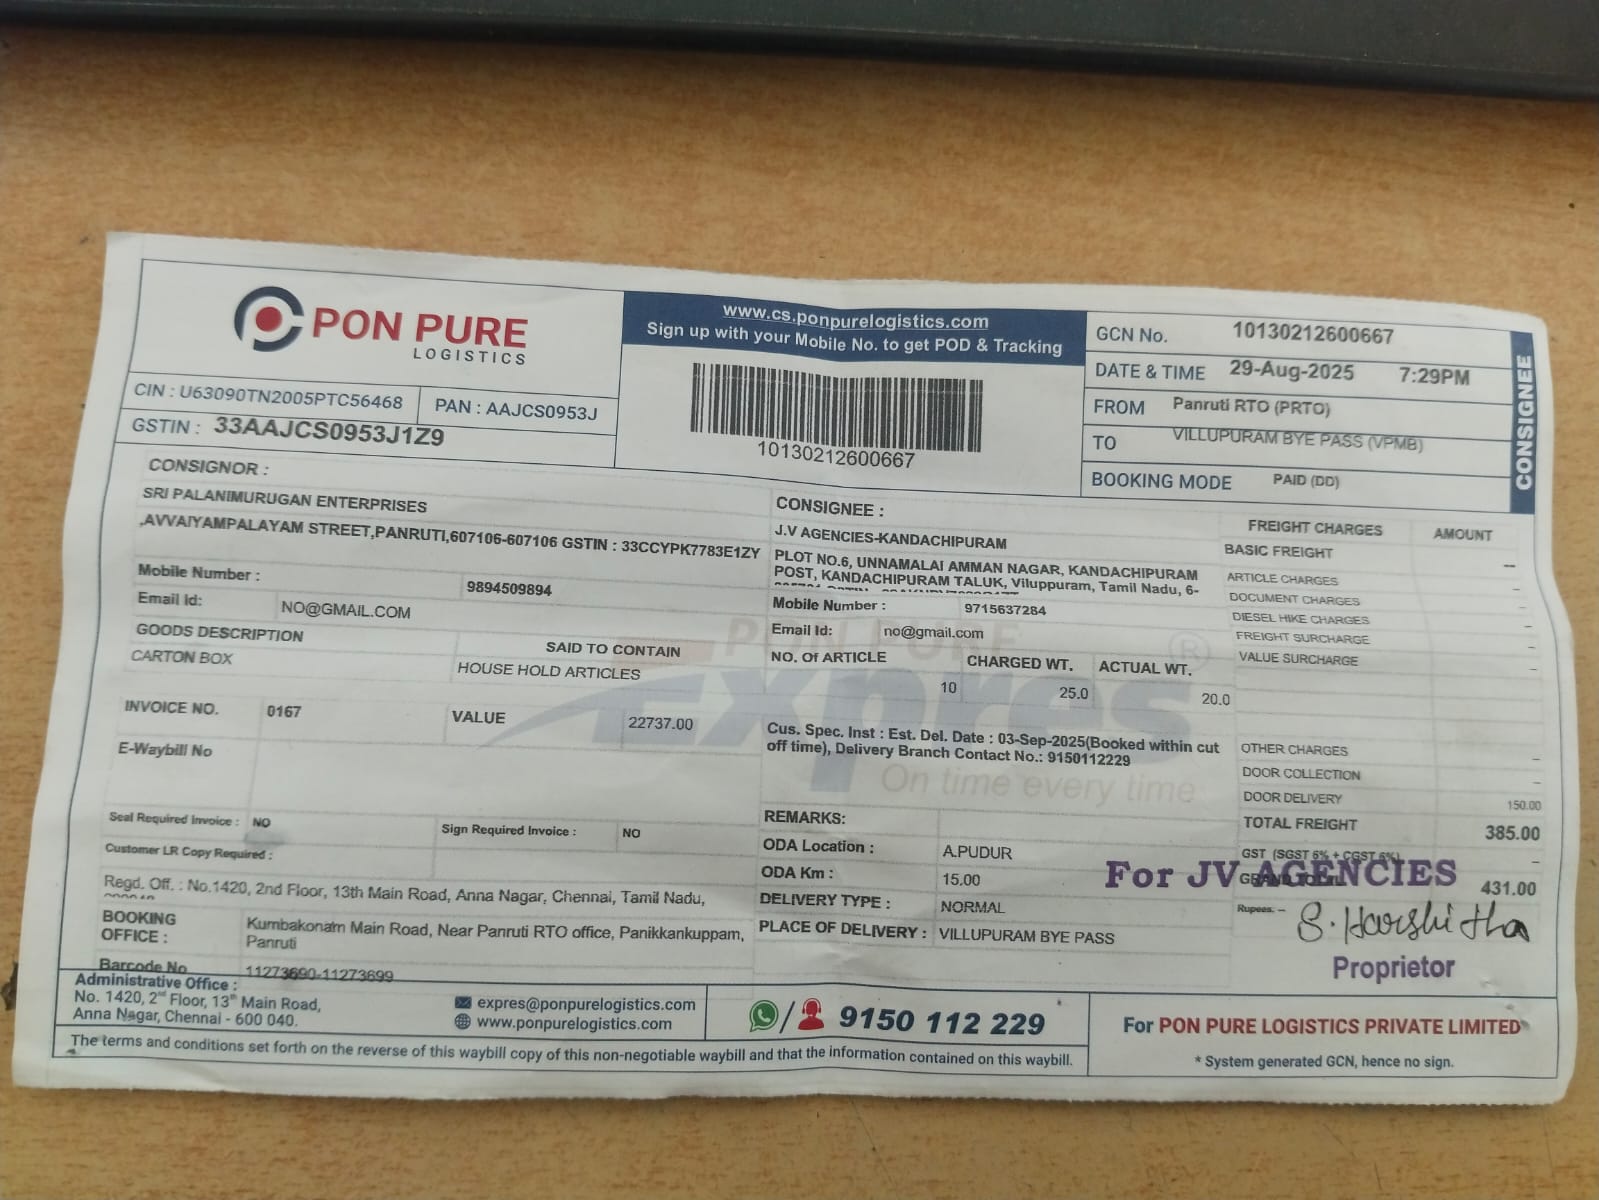 PON PURE
LOGISTICS
CIN : U63090TN2005PTC56468
PAN : AAJCS0953J
GSTIN : 33AAJCS0953J1Z9
www.cs.ponpurelogistics.com
Sign up with your Mobile No. to get POD & Tracking
10130212600667
GCN No. 10130212600667
DATE & TIME 29-Aug-2025 7:29PM
FROM Panruti RTO (PRTO)
TO VILLUPURAM BYE PASS (VPMB)
BOOKING MODE PAID (DD)
CONSIGNEE
CONSIGNOR :
SRI PALANIMURUGAN ENTERPRISES
,AVVAIYAMPALAYAM STREET,PANRUTI,607106-607106 GSTIN : 33CCYPK7783E1ZY
Mobile Number : 9894509894
Email Id: NO@GMAIL.COM
GOODS DESCRIPTION SAID TO CONTAIN
CARTON BOX HOUSE HOLD ARTICLES
INVOICE NO. 0167 VALUE 22737.00
E-Waybill No
Seal Required Invoice : NO Sign Required Invoice : NO
Customer LR Copy Required :
Regd. Off. : No.1420, 2nd Floor, 13th Main Road, Anna Nagar, Chennai, Tamil Nadu,
BOOKING OFFICE : Kumbakonam Main Road, Near Panruti RTO office, Panikkankuppam,
Panruti
Barcode No 11273690-11273699
CONSIGNEE :
J.V AGENCIES-KANDACHIPURAM
PLOT NO.6, UNNAMALAI AMMAN NAGAR, KANDACHIPURAM
POST, KANDACHIPURAM TALUK, Viluppuram, Tamil Nadu, 6-
Mobile Number : 9715637284
Email Id: no@gmail.com
NO. Of ARTICLE CHARGED WT. ACTUAL WT.
10 25.0 20.0
PON PURE
Expres ®
On time every time
Cus. Spec. Inst : Est. Del. Date : 03-Sep-2025(Booked within cut
off time), Delivery Branch Contact No.: 9150112229
REMARKS:
ODA Location : A.PUDUR
ODA Km : 15.00
DELIVERY TYPE : NORMAL
PLACE OF DELIVERY : VILLUPURAM BYE PASS
FREIGHT CHARGES AMOUNT
BASIC FREIGHT --
ARTICLE CHARGES --
DOCUMENT CHARGES --
DIESEL HIKE CHARGES --
FREIGHT SURCHARGE --
VALUE SURCHARGE --
OTHER CHARGES --
DOOR COLLECTION --
DOOR DELIVERY 150.00
TOTAL FREIGHT 385.00
GST (SGST 6% + CGST 6%) --
GRAND TOTAL 431.00
Rupees. --
For JV AGENCIES
S. Harshitha
Proprietor
Administrative Office :
No. 1420, 2nd Floor, 13th Main Road,
Anna Nagar, Chennai - 600 040.
expres@ponpurelogistics.com
www.ponpurelogistics.com
9150 112 229
For PON PURE LOGISTICS PRIVATE LIMITED
* System generated GCN, hence no sign.
The terms and conditions set forth on the reverse of this waybill copy of this non-negotiable waybill and that the information contained on this waybill.